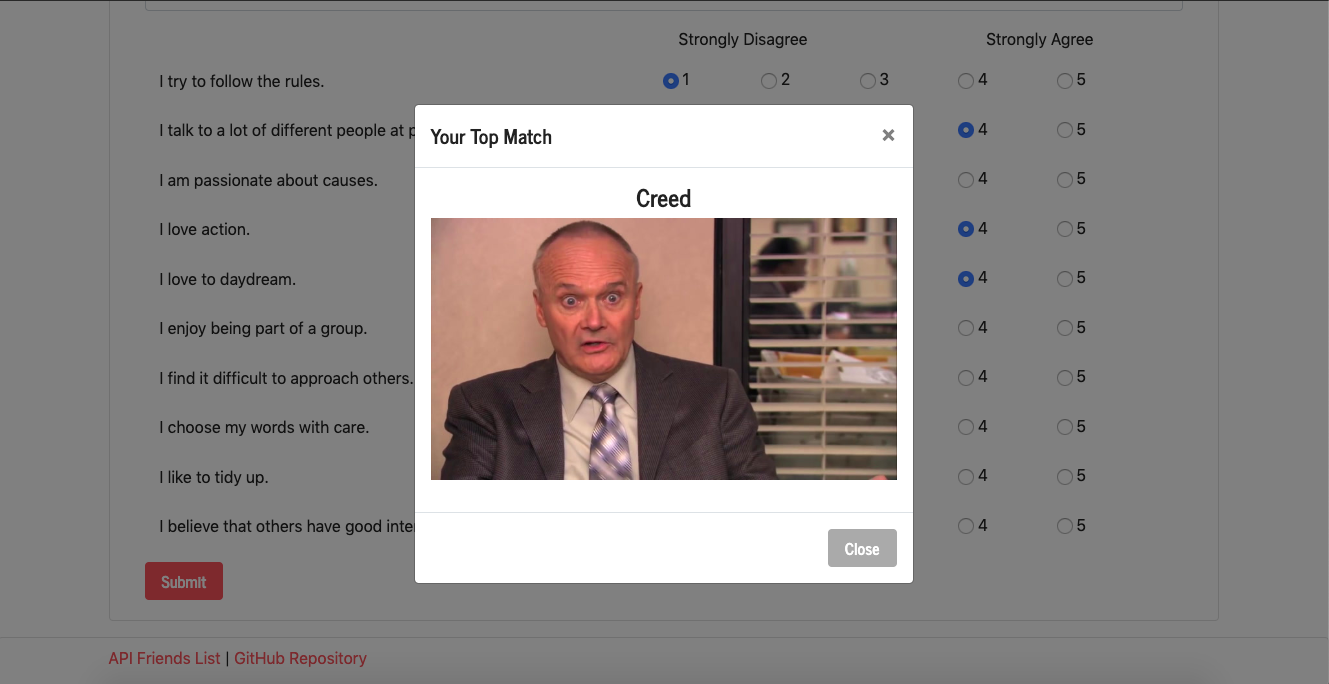 Strongly Disagree Strongly Agree
I try to follow the rules. 1 2 3 4 5
Your Top Match ×
I talk to a lot of different people at 4 5
I am passionate about causes. 4 5
Creed
I love action. 4 5
I love to daydream. 4 5
I enjoy being part of a group. 4 5
I find it difficult to approach others. 4 5
I choose my words with care. 4 5
I like to tidy up. 4 5
I believe that others have good 4 5
Close
Submit
API Friends List | GitHub Repository